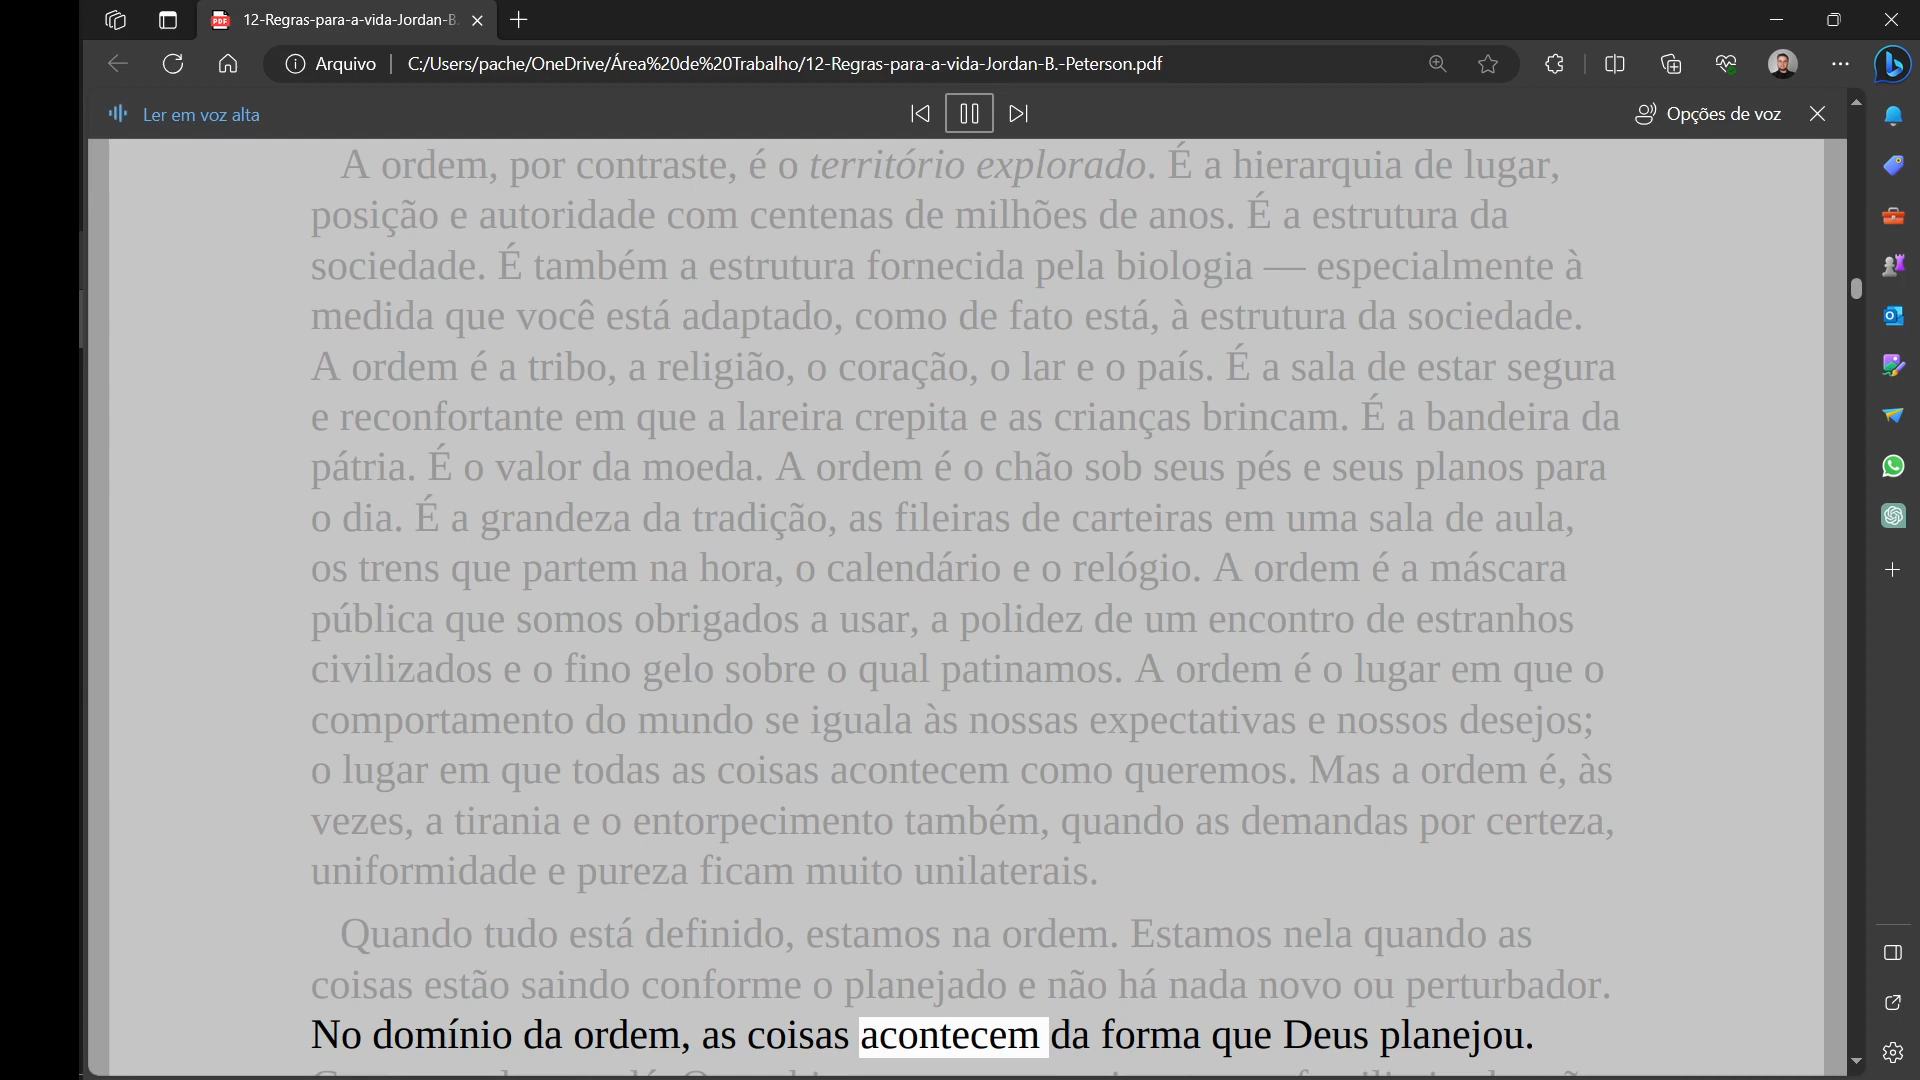 12-Regras-para-a-vida-Jordan-B.
Arquivo
C:/Users/pache/OneDrive/Área%20de%20Trabalho/12-Regras-para-a-vida-Jordan-B.-Peterson.pdf
Ler em voz alta
Opções de voz
A ordem, por contraste, é o território explorado. É a hierarquia de lugar,
posição e autoridade com centenas de milhões de anos. É a estrutura da
sociedade. É também a estrutura fornecida pela biologia — especialmente à
medida que você está adaptado, como de fato está, à estrutura da sociedade.
A ordem é a tribo, a religião, o coração, o lar e o país. É a sala de estar segura
e reconfortante em que a lareira crepita e as crianças brincam. É a bandeira da
pátria. É o valor da moeda. A ordem é o chão sob seus pés e seus planos para
o dia. É a grandeza da tradição, as fileiras de carteiras em uma sala de aula,
os trens que partem na hora, o calendário e o relógio. A ordem é a máscara
pública que somos obrigados a usar, a polidez de um encontro de estranhos
civilizados e o fino gelo sobre o qual patinamos. A ordem é o lugar em que o
comportamento do mundo se iguala às nossas expectativas e nossos desejos;
o lugar em que todas as coisas acontecem como queremos. Mas a ordem é, às
vezes, a tirania e o entorpecimento também, quando as demandas por certeza,
uniformidade e pureza ficam muito unilaterais.
Quando tudo está definido, estamos na ordem. Estamos nela quando as
coisas estão saindo conforme o planejado e não há nada novo ou perturbador.
No domínio da ordem, as coisas acontecem da forma que Deus planejou.